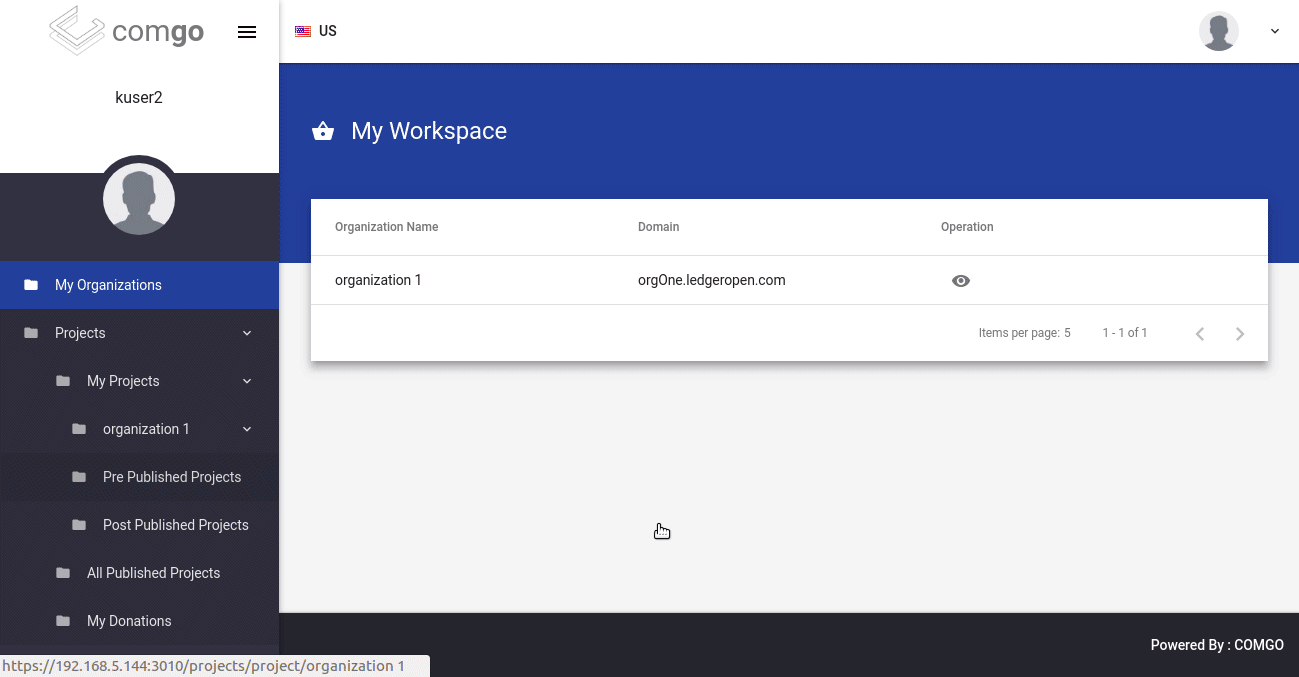 comgo
US
kuser2
My Workspace
Organization Name Domain Operation
organization 1 orgOne.ledgeropen.com
Items per page: 5 1 - 1 of 1
My Organizations
Projects
My Projects
organization 1
Pre Published Projects
Post Published Projects
All Published Projects
My Donations
https://192.168.5.144:3010/projects/project/organization 1
Powered By : COMGO